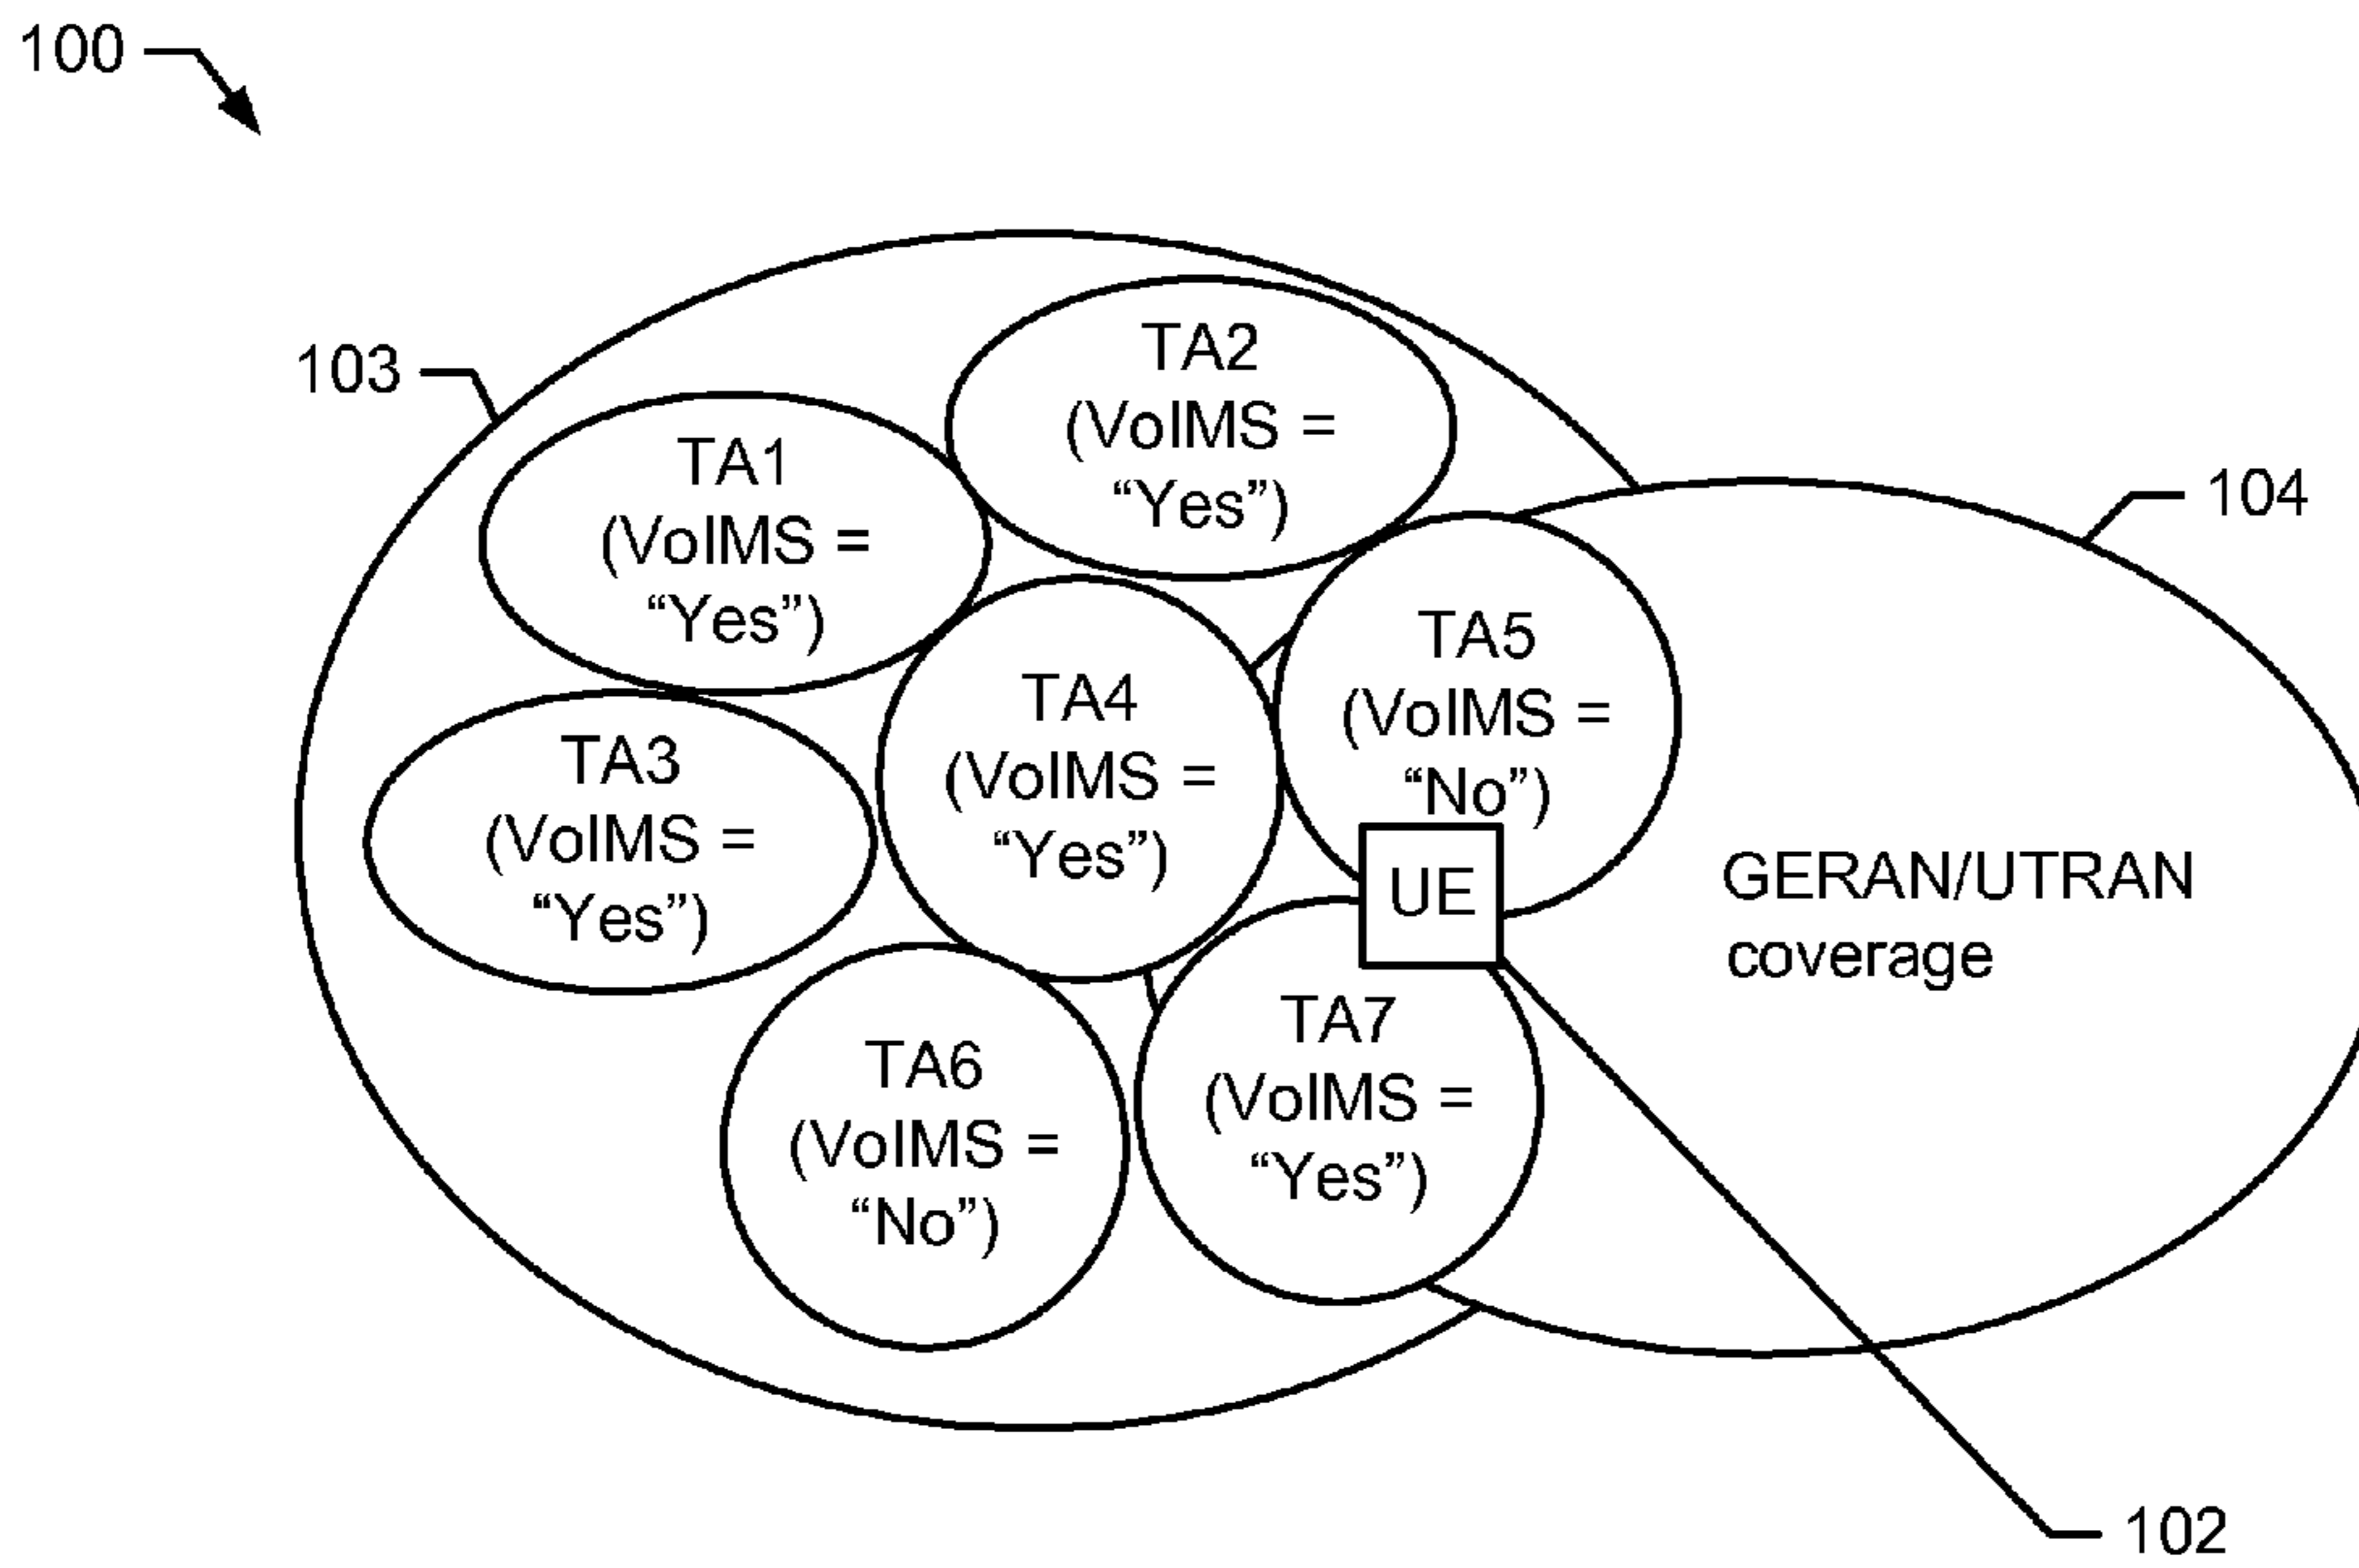 100
103
TA2
(VoIMS =
“Yes”)
TA1
(VoIMS =
“Yes”)
104
TA5
(VoIMS =
“No”)
TA4
(VoIMS =
“Yes”)
TA3
(VoIMS =
“Yes”)
UE
GERAN/UTRAN
coverage
TA7
(VoIMS =
“Yes”)
TA6
(VoIMS =
“No”)
102